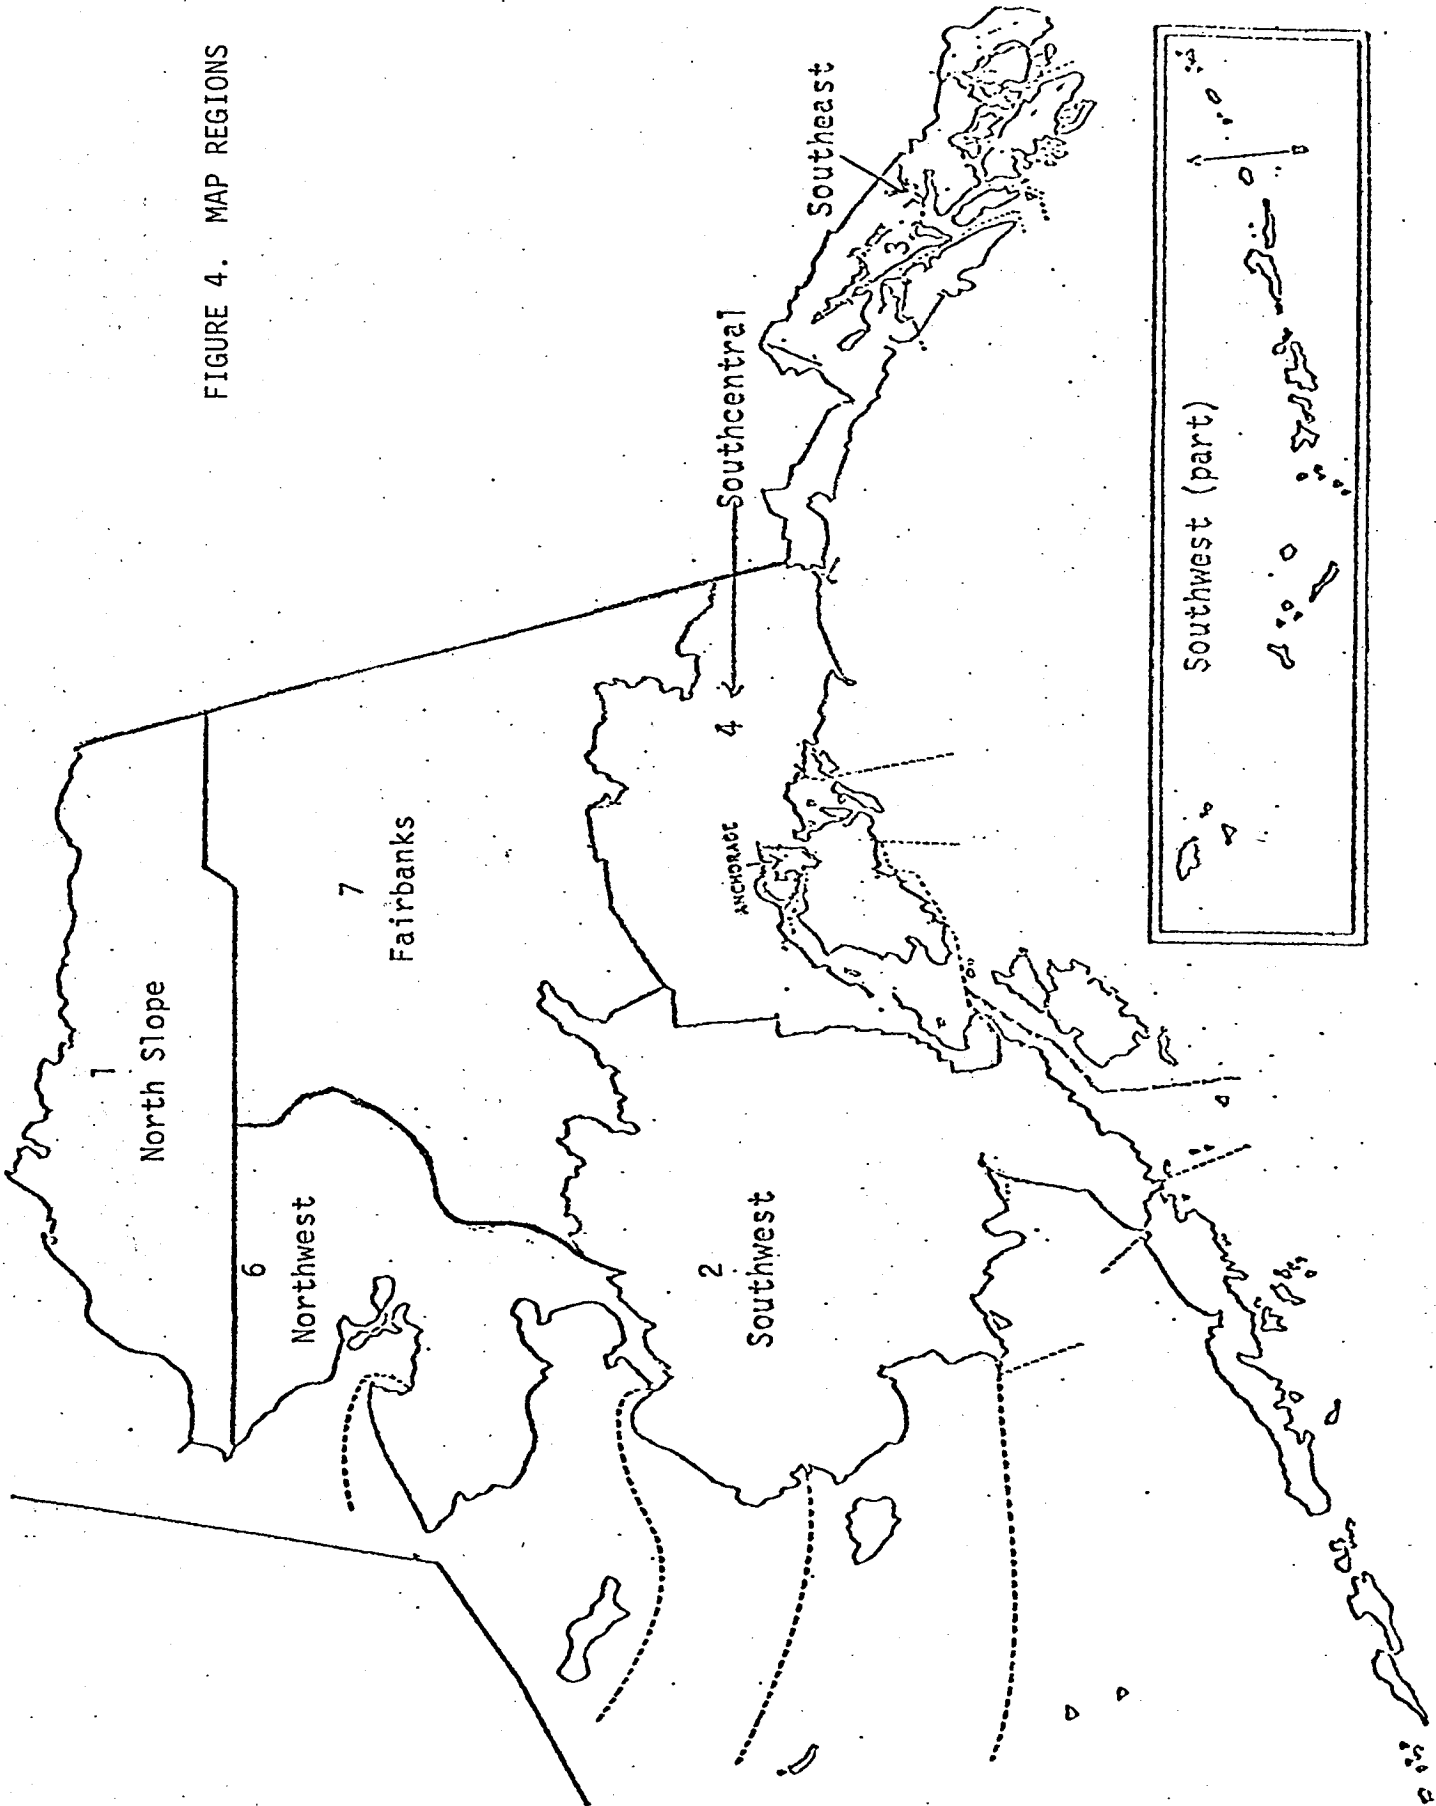 FIGURE 4. MAP REGIONS
1
North Slope
6
Northwest
7
Fairbanks
2
Southwest
ANCHORAGE
5
4
Southcentral
3
Southeast
Southwest (part)